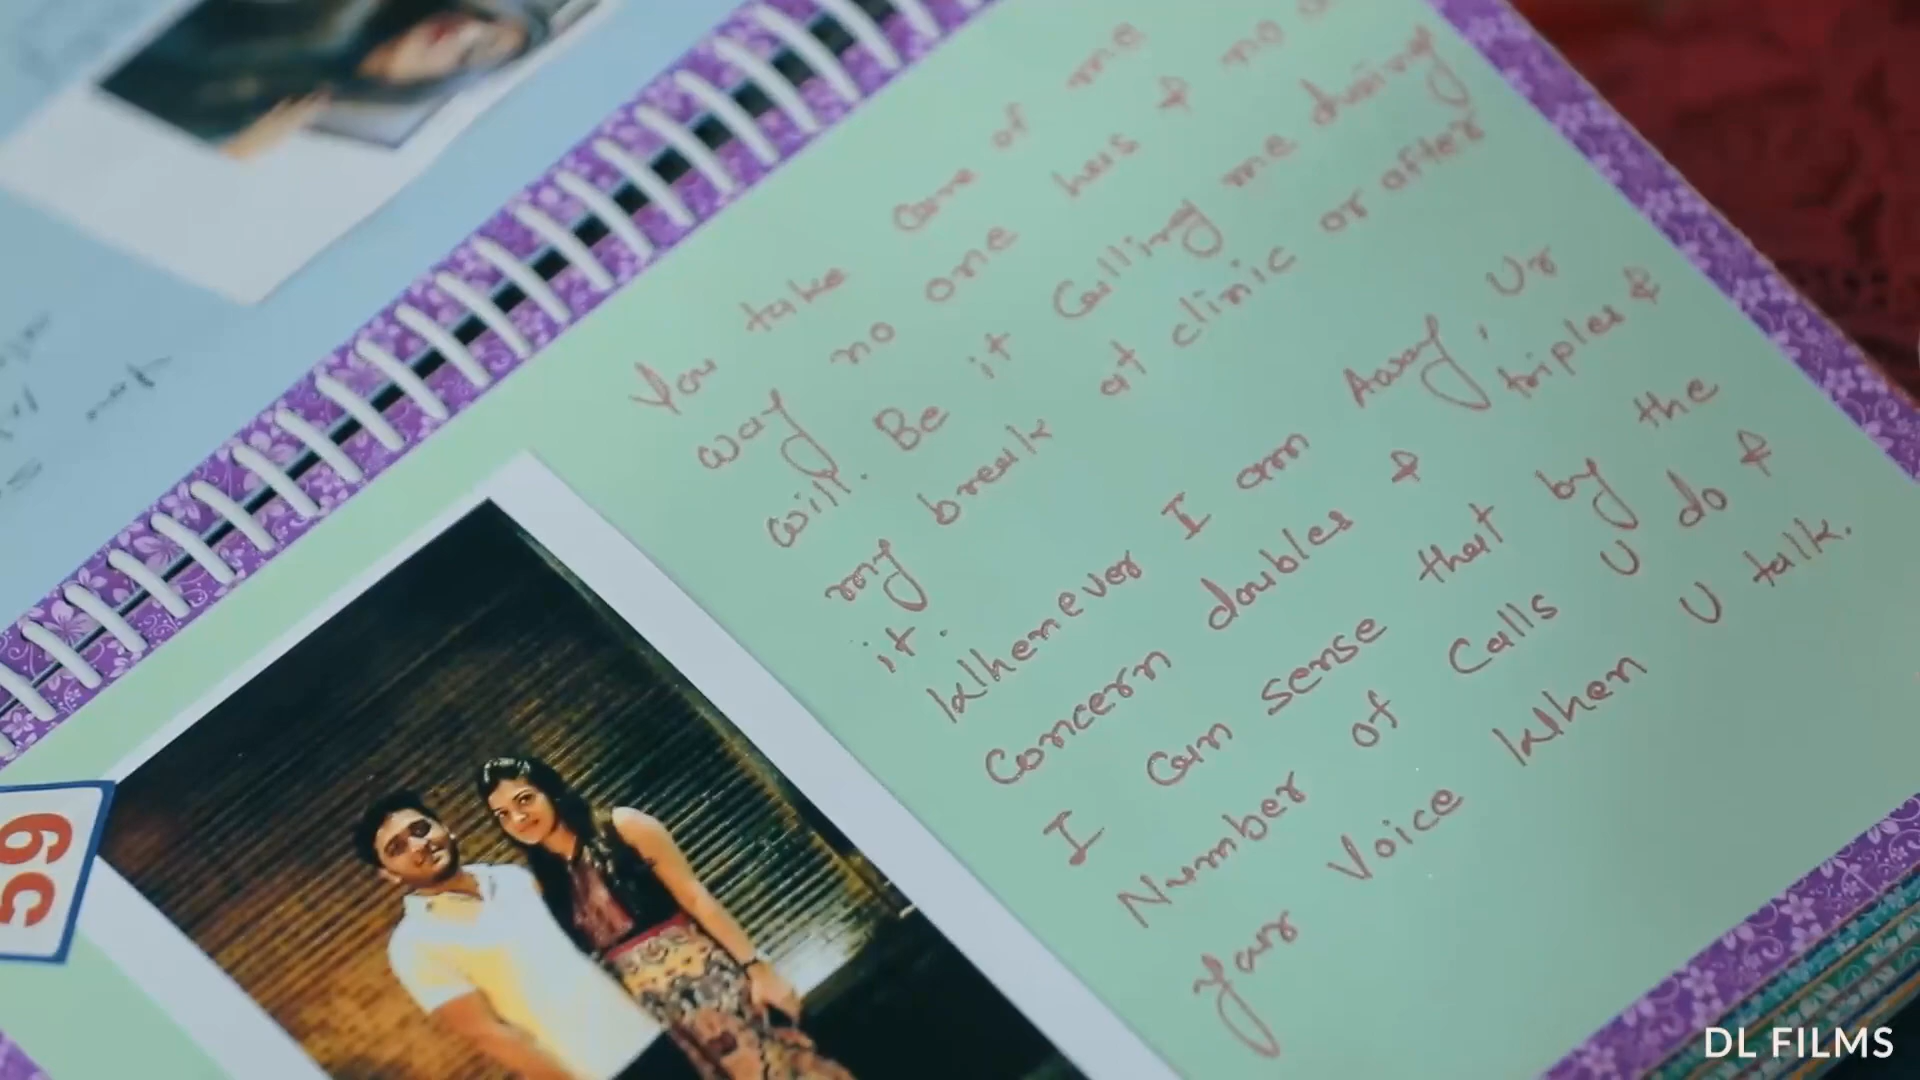 You take care of me
way no one has & no
will. Be it Calling me during
my break at clinic or after
it.
Whenever I am Away, Ur
Concern doubles & triples &
I can sense that by the
Number of Calls U do &
Your Voice When U talk.
59
DL FILMS